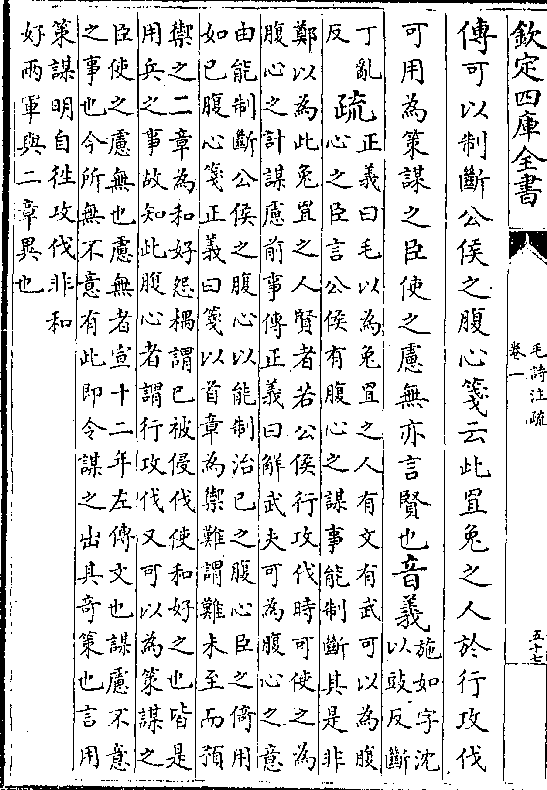 欽定四庫全書
毛詩注疏
卷一
五十七
傳可以制斷公侯之腹心箋云此罝兔之人於行攻伐
可用為策謀之臣使之慮無亦言賢也音義
施如字沈
以豉反斷
丁亂
反
疏
正義曰毛以為兔罝之人有文有武可以為腹
心之臣言公侯有腹心之謀事能制斷其是非
鄭以為此兔罝之人賢者若公侯行攻伐時可使之為
腹心之計謀慮前事傳正義曰解武夫可為腹心之意
由能制斷公侯之腹心以能制治已之腹心臣之倚用
如已腹心箋正義曰箋以首章為禦難謂難未至而預
禦之二章為和好怨耦謂已被侵伐使和好之也皆是
用兵之事故知此腹心者謂行攻伐又可以為策謀之
臣使之慮無也慮無者宣十二年左傳文也謀慮不意
之事也今所無不意有此即令謀之出其奇策也言用
策謀明自往攻伐非和
好兩軍與二章異也